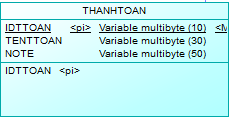 THANHTOAN
IDTTOAN <pi> Variable multibyte (10) <M
TENTTOAN Variable multibyte (30)
NOTE Variable multibyte (50)
IDTTOAN <pi>